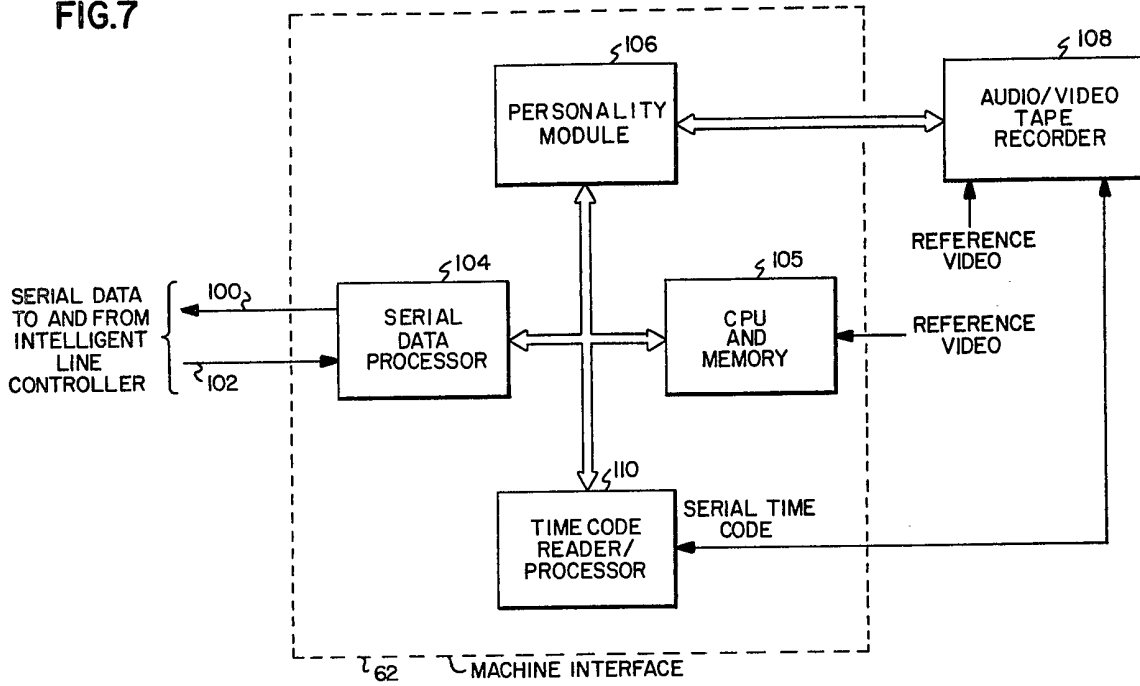 FIG.7
106
PERSONALITY
MODULE
108
AUDIO/VIDEO
TAPE
RECORDER
REFERENCE
VIDEO
SERIAL DATA
TO AND FROM
INTELLIGENT
LINE
CONTROLLER
100
102
104
SERIAL
DATA
PROCESSOR
105
CPU
AND
MEMORY
REFERENCE
VIDEO
110
TIME CODE
READER/
PROCESSOR
SERIAL TIME
CODE
62
MACHINE INTERFACE